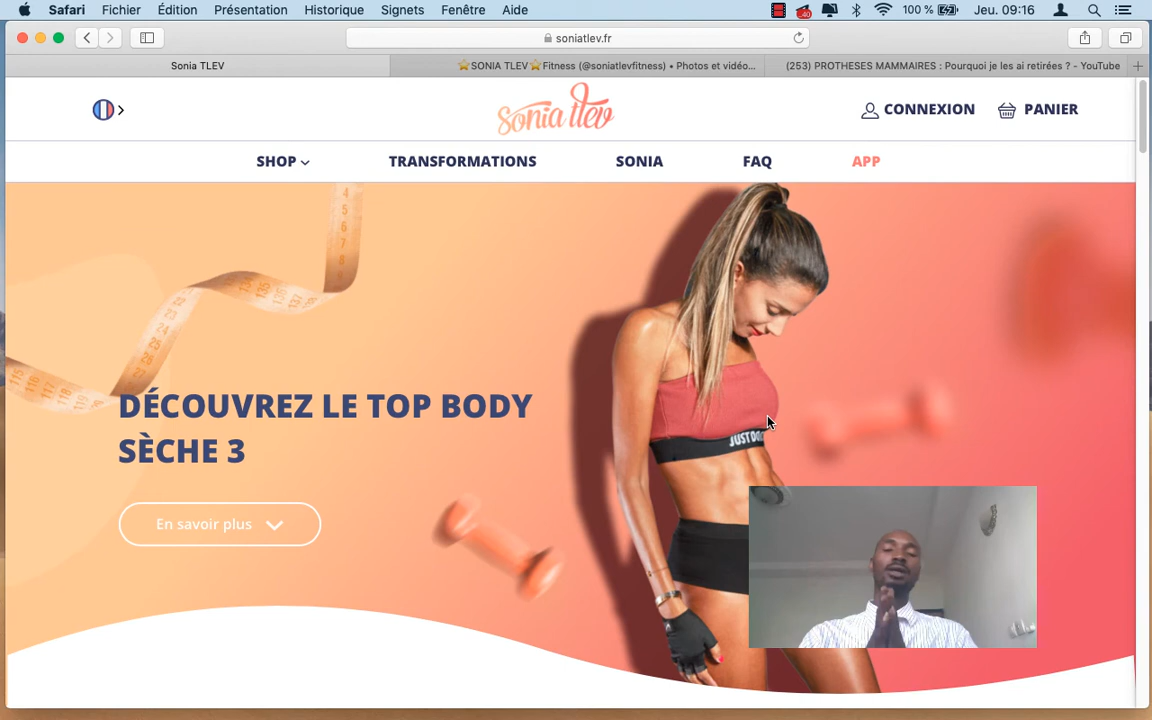 Safari Fichier Édition Présentation Historique Signets Fenêtre Aide 100 % Jeu. 09:16
soniatlev.fr
Sonia TLEV
⭐SONIA TLEV⭐Fitness (@soniatlevfitness) • Photos et vidéo…
(253) PROTHESES MAMMAIRES : Pourquoi je les ai retirées ? - YouTube
sonia tlev
CONNEXION PANIER
SHOP TRANSFORMATIONS SONIA FAQ APP
DÉCOUVREZ LE TOP BODY
SÈCHE 3
En savoir plus